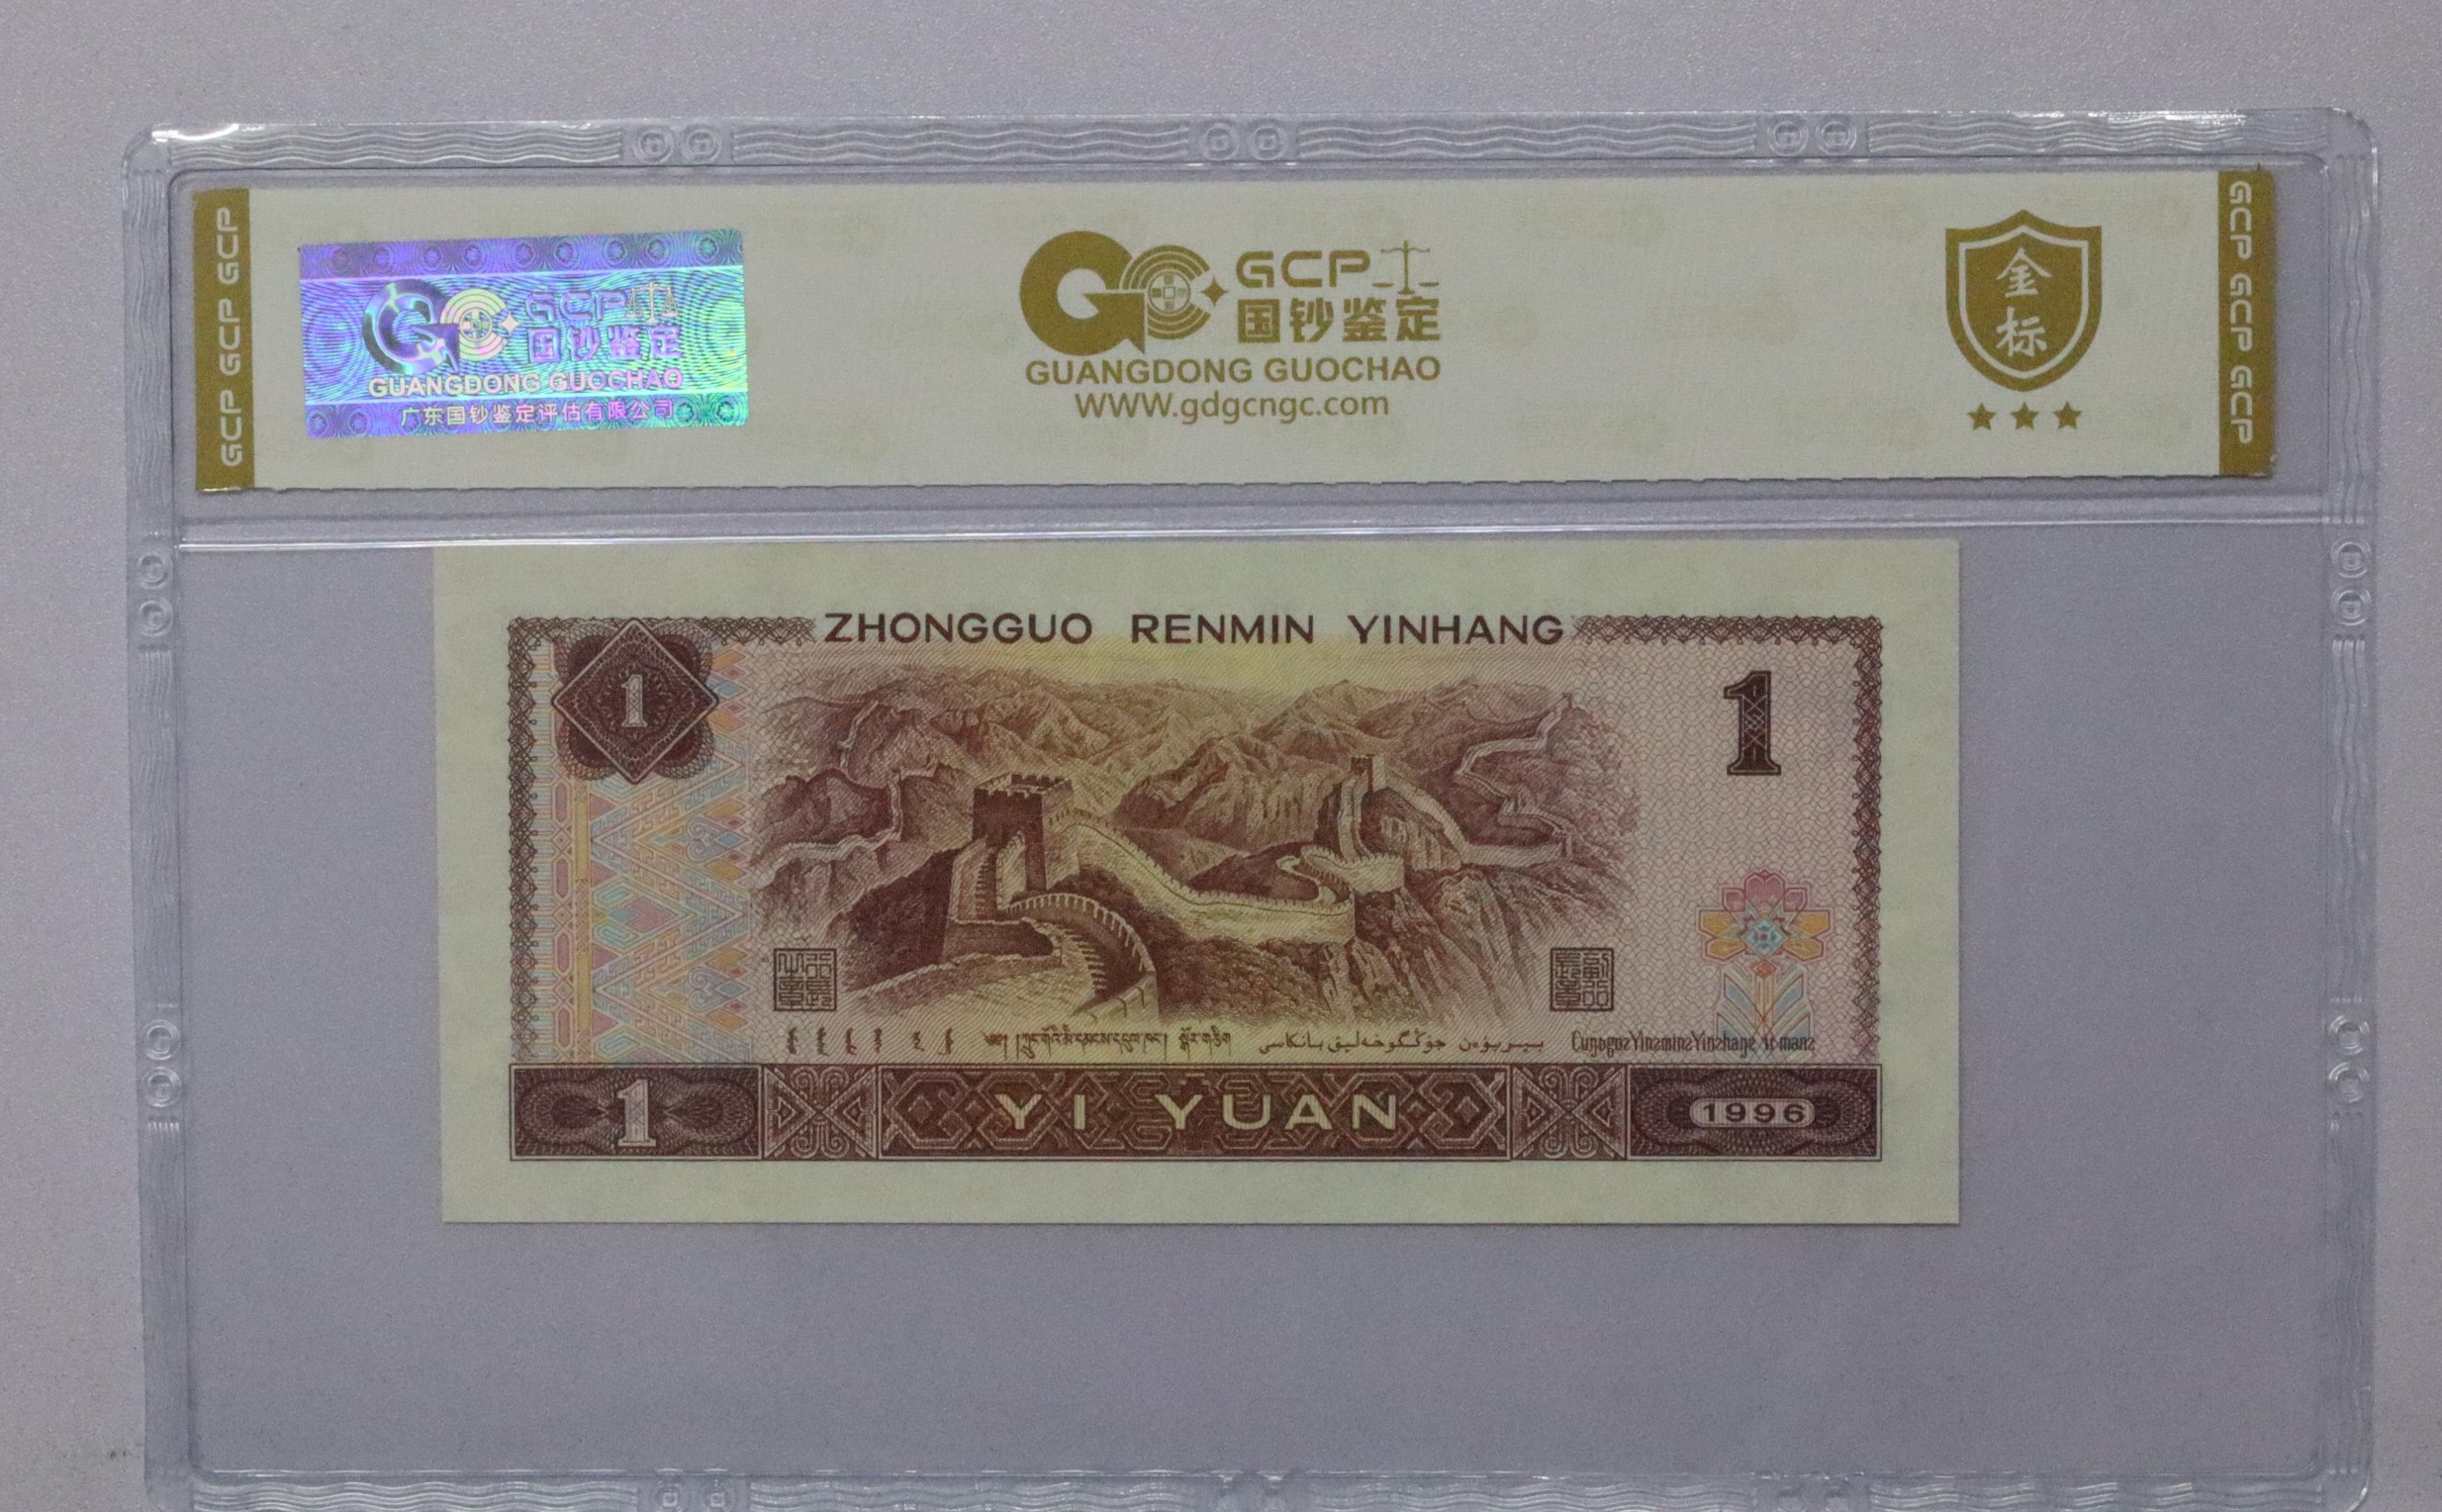 GCP GCP GCP
GCP
国钞鉴定
GUANGDONG GUOCHAO
广东国钞鉴定评估有限公司
GCP
国钞鉴定
GUANGDONG GUOCHAO
WWW.gdgcngc.com
金
标
GCP GCP GCP
ZHONGGUO RENMIN YINHANG
1
1
1
YI YUAN
1996